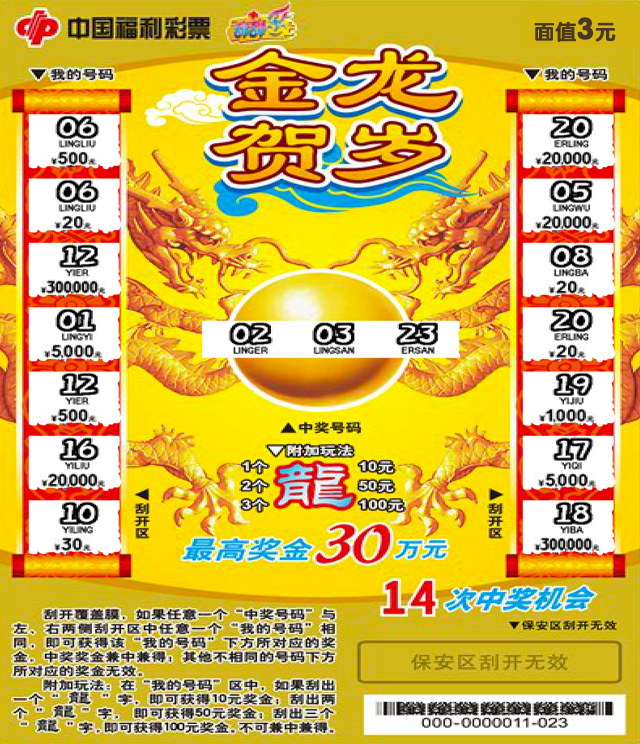 中国福利彩票
面值3元
▼我的号码
▼我的号码
金龙
贺岁
06
LINGLIU
¥500元
06
LINGLIU
¥20元
12
YIER
¥300000元
01
LINGYI
¥5,000元
12
YIER
¥500元
16
YILIU
¥20,000元
10
YILING
¥30元
20
ERLING
¥20,000元
05
LINGWU
¥20,000元
08
LINGBA
¥20元
20
ERLING
¥20元
19
YIJIU
¥1,000元
17
YIQI
¥5,000元
18
YIBA
¥300000元
02 03 23
LINGER LINGSAN ERSAN
▲中奖号码
▼附加玩法
1个 10元
2个 龍 50元
3个 100元
◀刮开区
▶刮开区
最高奖金30万元
14次中奖机会
▼保安区刮开无效
保安区刮开无效
刮开覆盖膜，如果任意一个“中奖号码”与
左、右两侧刮开区中任意一个“我的号码”相
同，即可获得该“我的号码”下方所对应的奖
金，中奖奖金兼中兼得；其他不相同的号码下方
所对应的奖金无效。
附加玩法：在“我的号码”区中，如果刮出
一个“龍”字，即可获得10元奖金；刮出两
个“龍”字，即可获得50元奖金；刮出三个
“龍”字，即可获得100元奖金。不可兼中兼得。
000-0000011-023